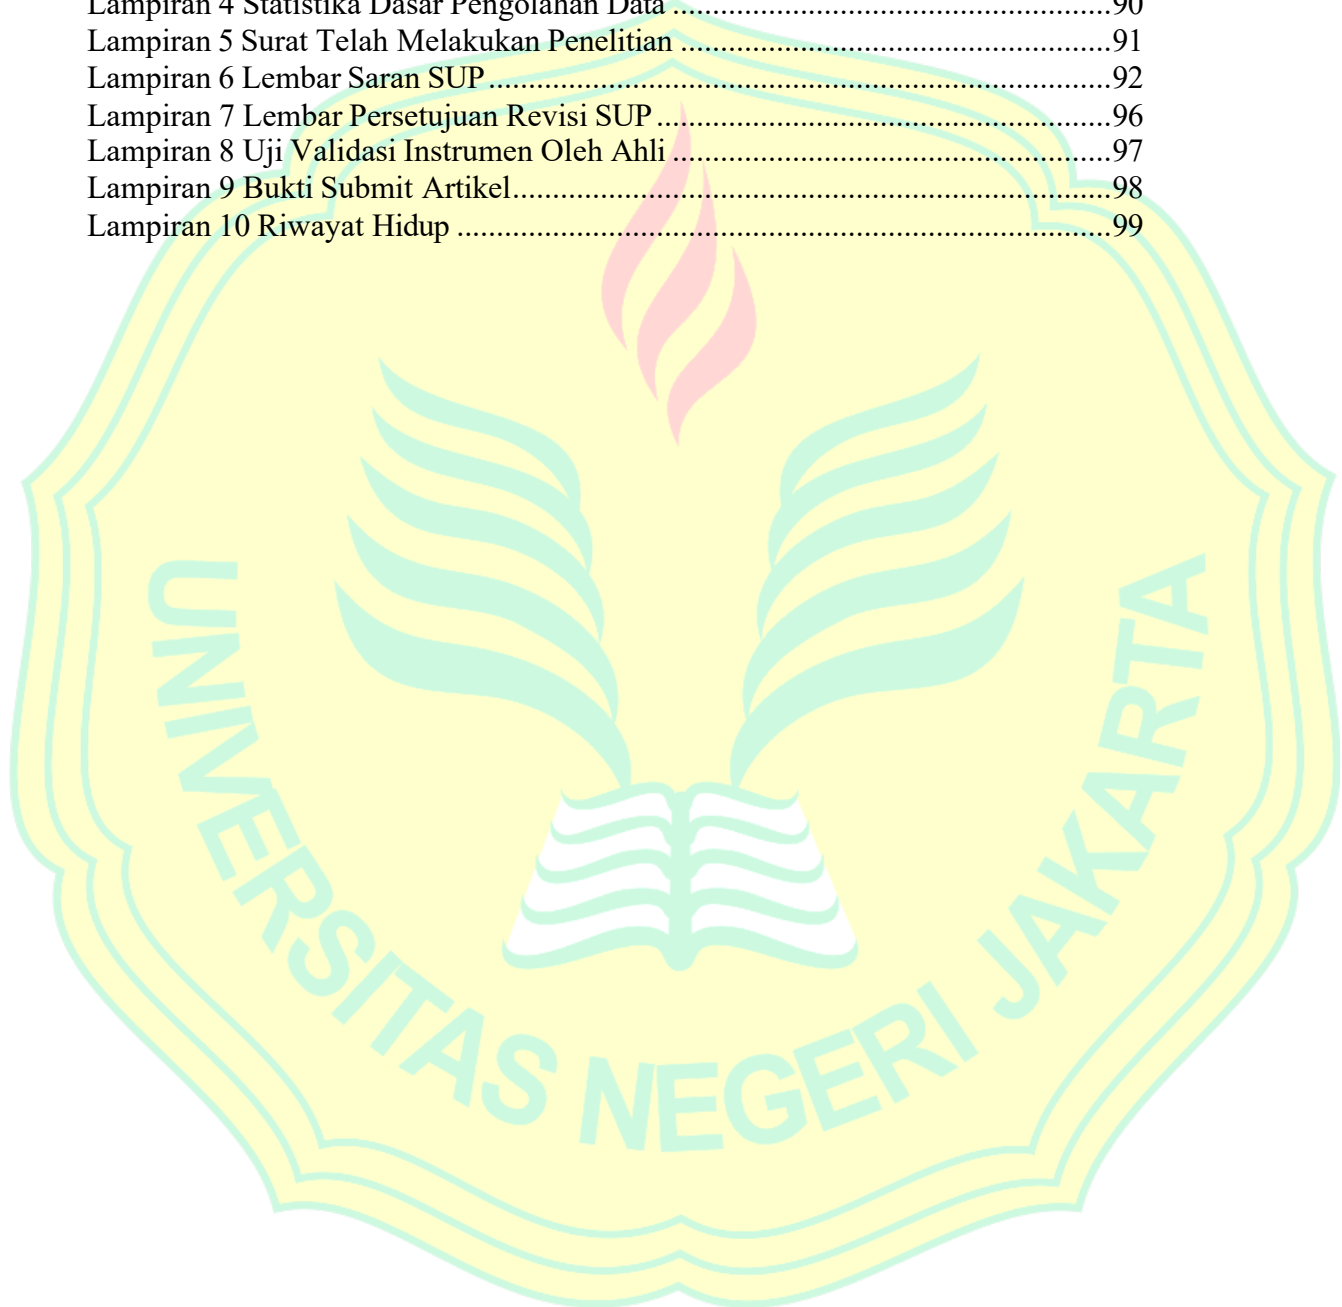 Lampiran 4 Statistika Dasar Pengolahan Data ..................................................90
Lampiran 5 Surat Telah Melakukan Penelitian ..................................................91
Lampiran 6 Lembar Saran SUP ..........................................................................92
Lampiran 7 Lembar Persetujuan Revisi SUP .....................................................96
Lampiran 8 Uji Validasi Instrumen Oleh Ahli ...................................................97
Lampiran 9 Bukti Submit Artikel.......................................................................98
Lampiran 10 Riwayat Hidup ..............................................................................99
UNIVERSITAS NEGERI JAKARTA